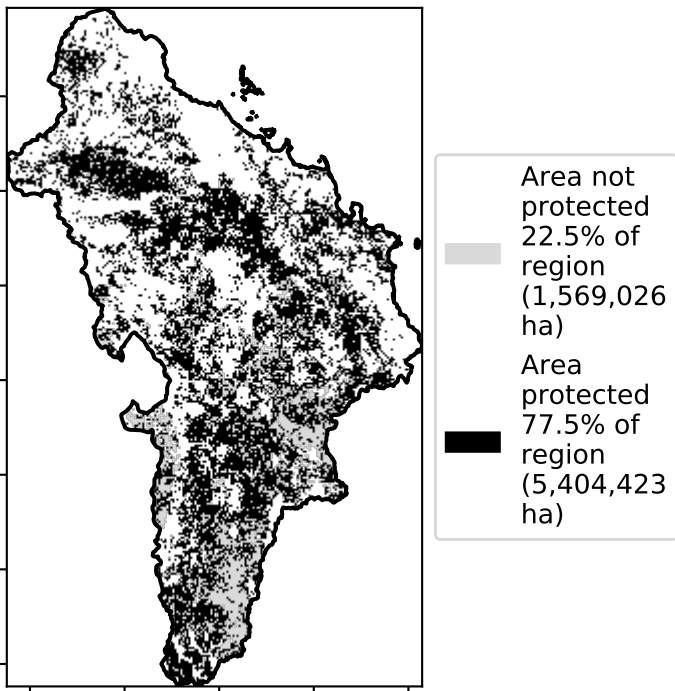 Area not
protected
22.5% of
region
(1,569,026
ha)
Area
protected
77.5% of
region
(5,404,423
ha)